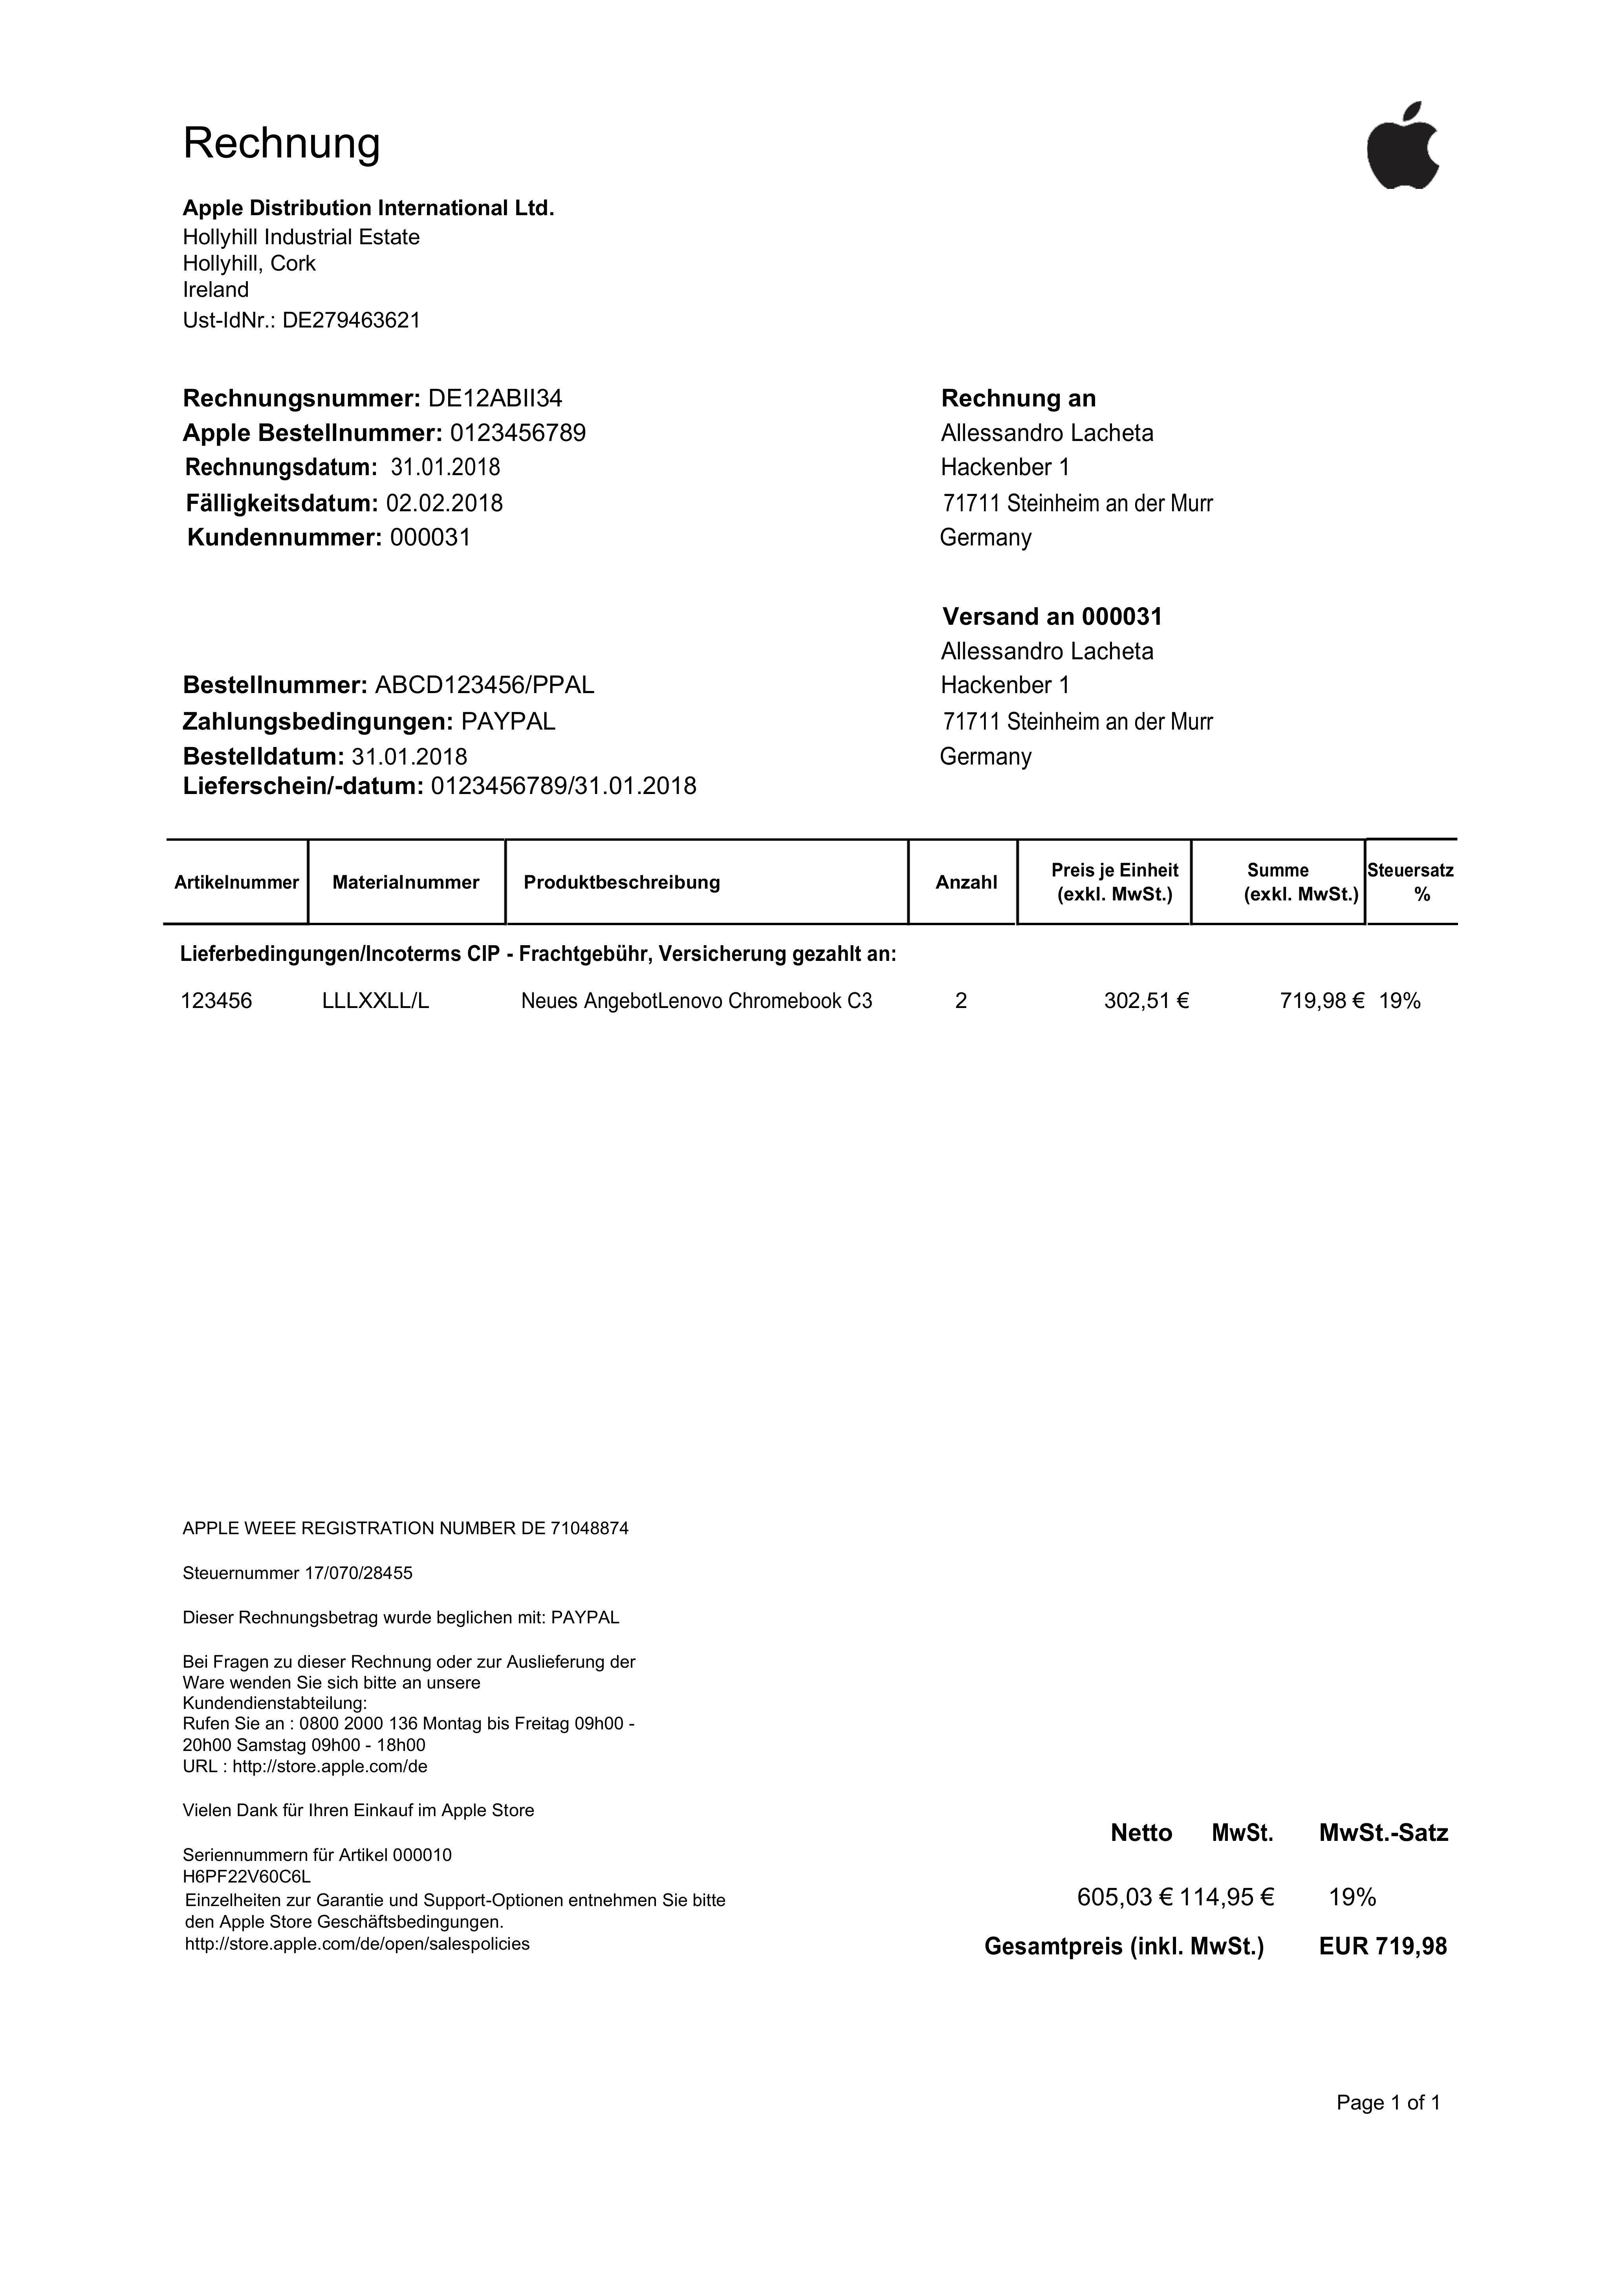 Rechnung
Apple Distribution International Ltd.
Hollyhill Industrial Estate
Hollyhill, Cork
Ireland
Ust-IdNr.: DE279463621
Rechnungsnummer: DE12ABII34
Apple Bestellnummer: 0123456789
Rechnungsdatum: 31.01.2018
Fälligkeitsdatum: 02.02.2018
Kundennummer: 000031
Rechnung an
Allessandro Lacheta
Hackenber 1
71711 Steinheim an der Murr
Germany
Versand an 000031
Allessandro Lacheta
Hackenber 1
71711 Steinheim an der Murr
Germany
Bestellnummer: ABCD123456/PPAL
Zahlungsbedingungen: PAYPAL
Bestelldatum: 31.01.2018
Lieferschein/-datum: 0123456789/31.01.2018
Artikelnummer Materialnummer Produktbeschreibung Anzahl Preis je Einheit (exkl. MwSt.) Summe (exkl. MwSt.) Steuersatz %
Lieferbedingungen/Incoterms CIP - Frachtgebühr, Versicherung gezahlt an:
123456 LLLXXLL/L Neues AngebotLenovo Chromebook C3 2 302,51 € 719,98 € 19%
APPLE WEEE REGISTRATION NUMBER DE 71048874
Steuernummer 17/070/28455
Dieser Rechnungsbetrag wurde beglichen mit: PAYPAL
Bei Fragen zu dieser Rechnung oder zur Auslieferung der
Ware wenden Sie sich bitte an unsere
Kundendienstabteilung:
Rufen Sie an : 0800 2000 136 Montag bis Freitag 09h00 -
20h00 Samstag 09h00 - 18h00
URL : http://store.apple.com/de
Vielen Dank für Ihren Einkauf im Apple Store
Seriennummern für Artikel 000010
H6PF22V60C6L
Einzelheiten zur Garantie und Support-Optionen entnehmen Sie bitte
den Apple Store Geschäftsbedingungen.
http://store.apple.com/de/open/salespolicies
Netto MwSt. MwSt.-Satz
605,03 € 114,95 € 19%
Gesamtpreis (inkl. MwSt.) EUR 719,98
Page 1 of 1